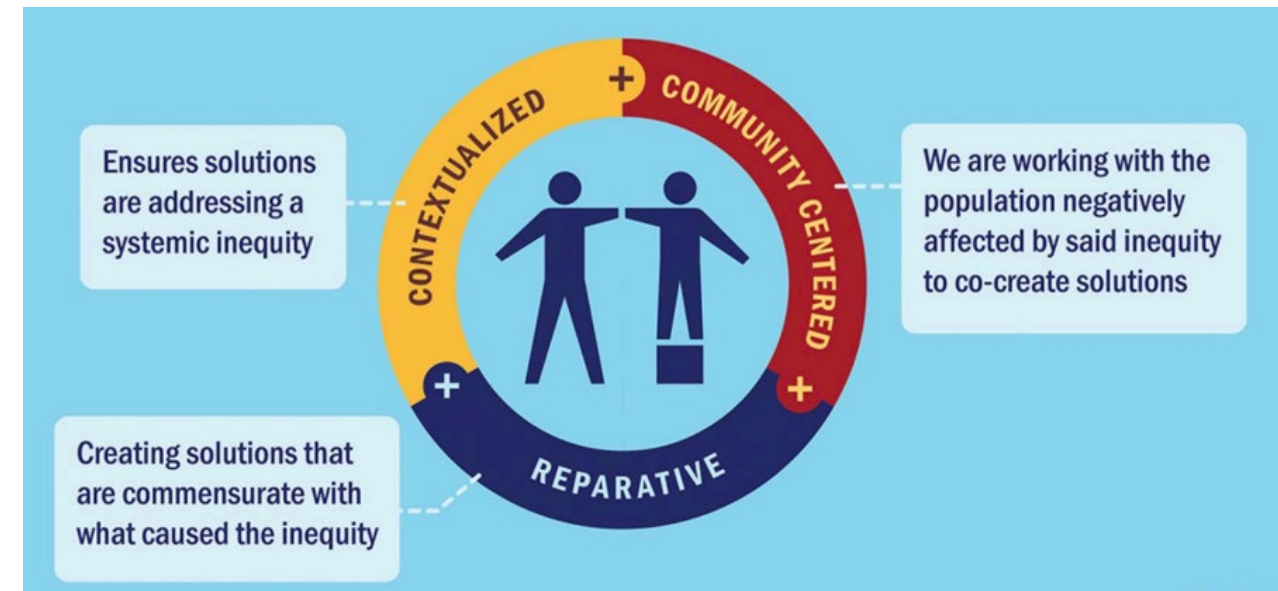 +
CONTEXTUALIZED
COMMUNITY CENTERED
Ensures solutions
are addressing a
systemic inequity
We are working with the
population negatively
affected by said inequity
to co-create solutions
+
+
REPARATIVE
Creating solutions that
are commensurate with
what caused the inequity